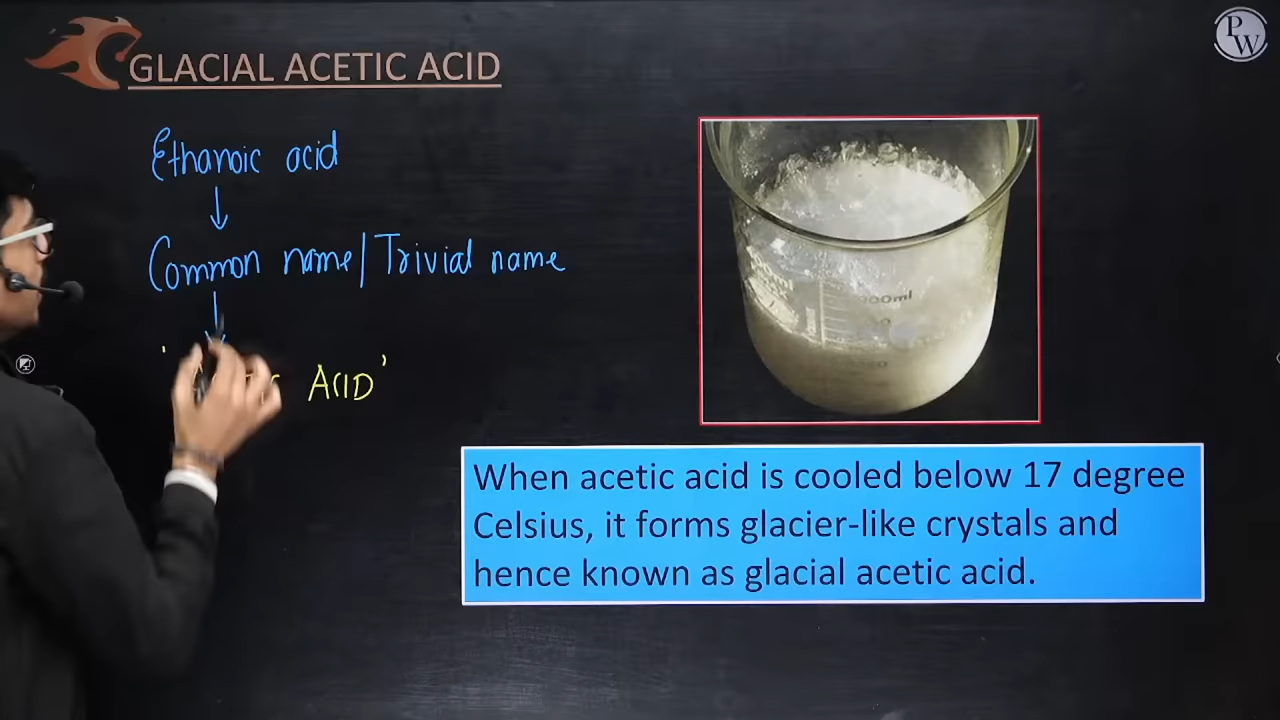 GLACIAL ACETIC ACID
PW
Ethanoic acid
Common name/Trivial name
' ACID'
When acetic acid is cooled below 17 degree
Celsius, it forms glacier-like crystals and
hence known as glacial acetic acid.